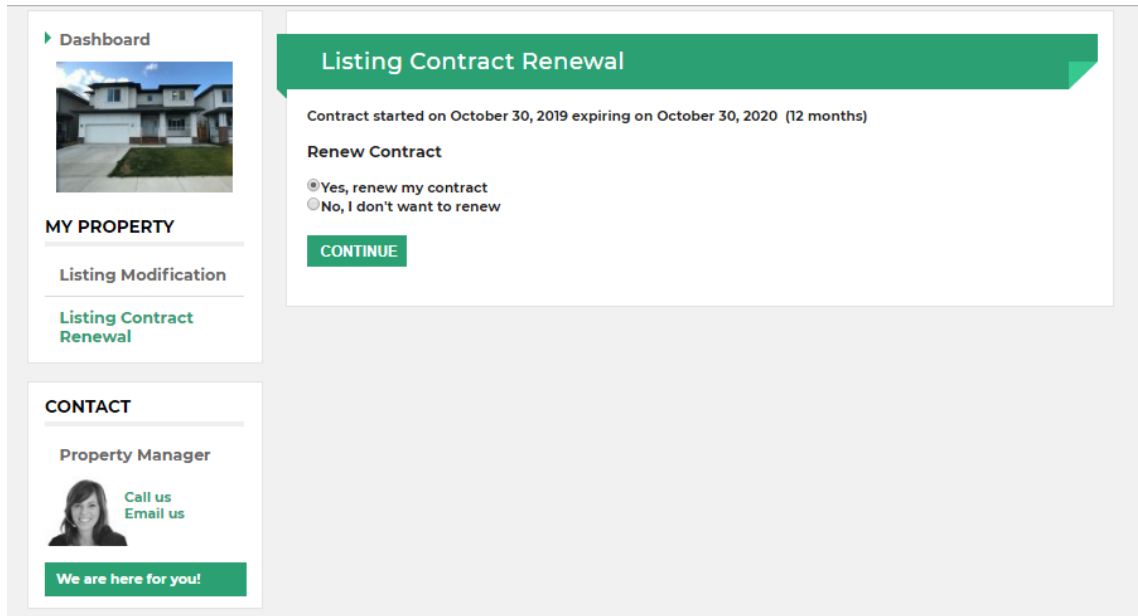 Dashboard
MY PROPERTY
Listing Modification
Listing Contract
Renewal
CONTACT
Property Manager
Call us
Email us
We are here for you!
Listing Contract Renewal
Contract started on October 30, 2019 expiring on October 30, 2020 (12 months)
Renew Contract
Yes, renew my contract
No, I don't want to renew
CONTINUE